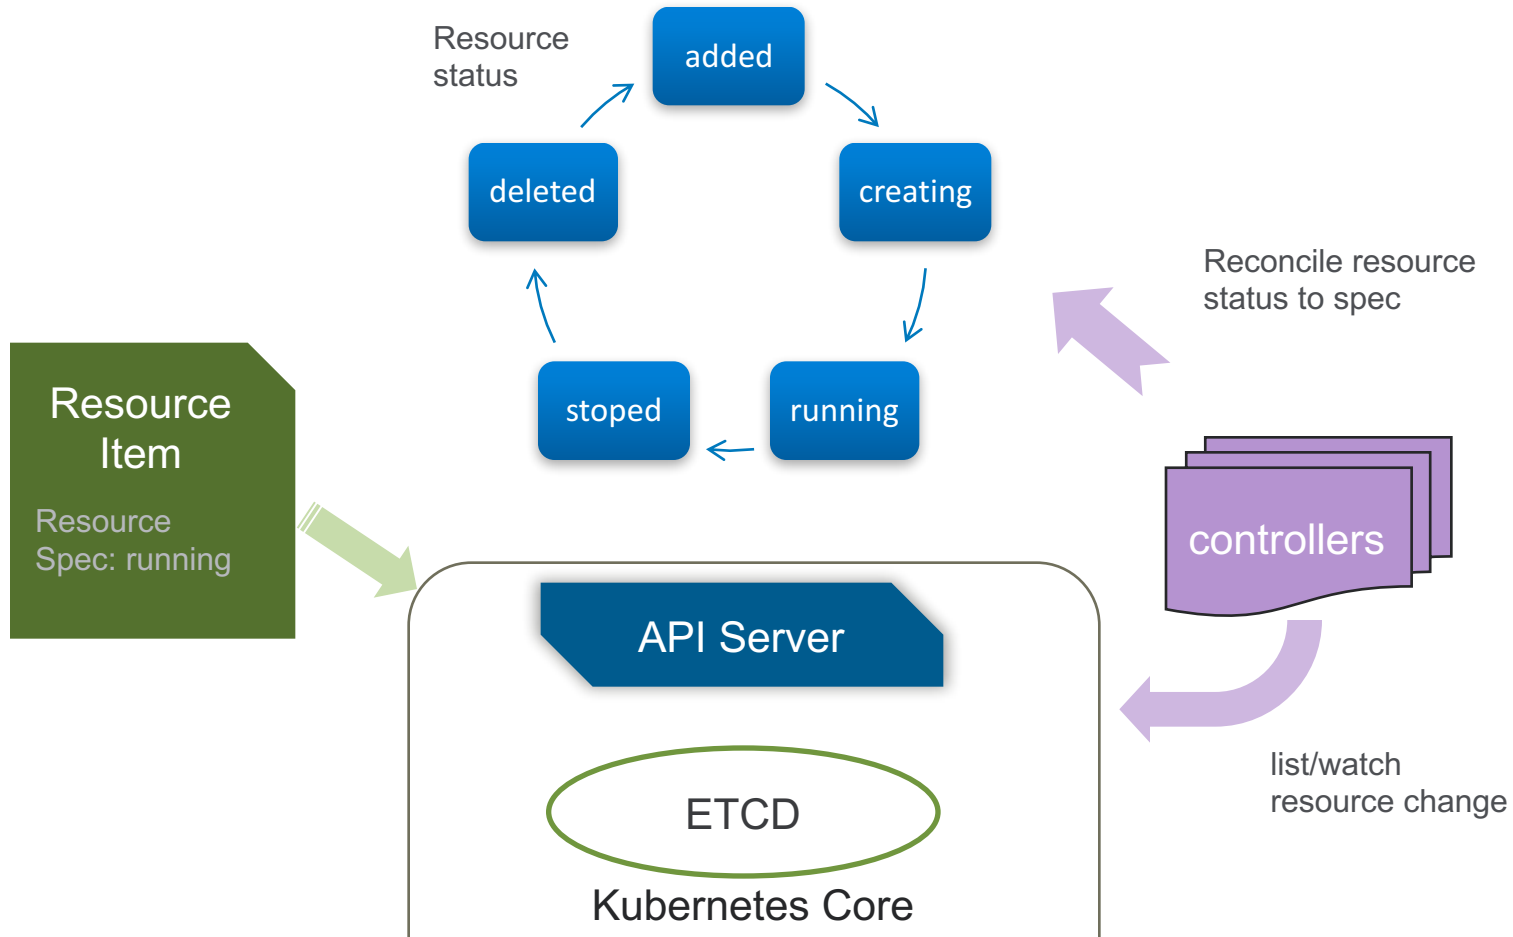 Resource
status
added
deleted
creating
stoped
running
Reconcile resource
status to spec
Resource
Item
Resource
Spec: running
controllers
API Server
list/watch
resource change
ETCD
Kubernetes Core